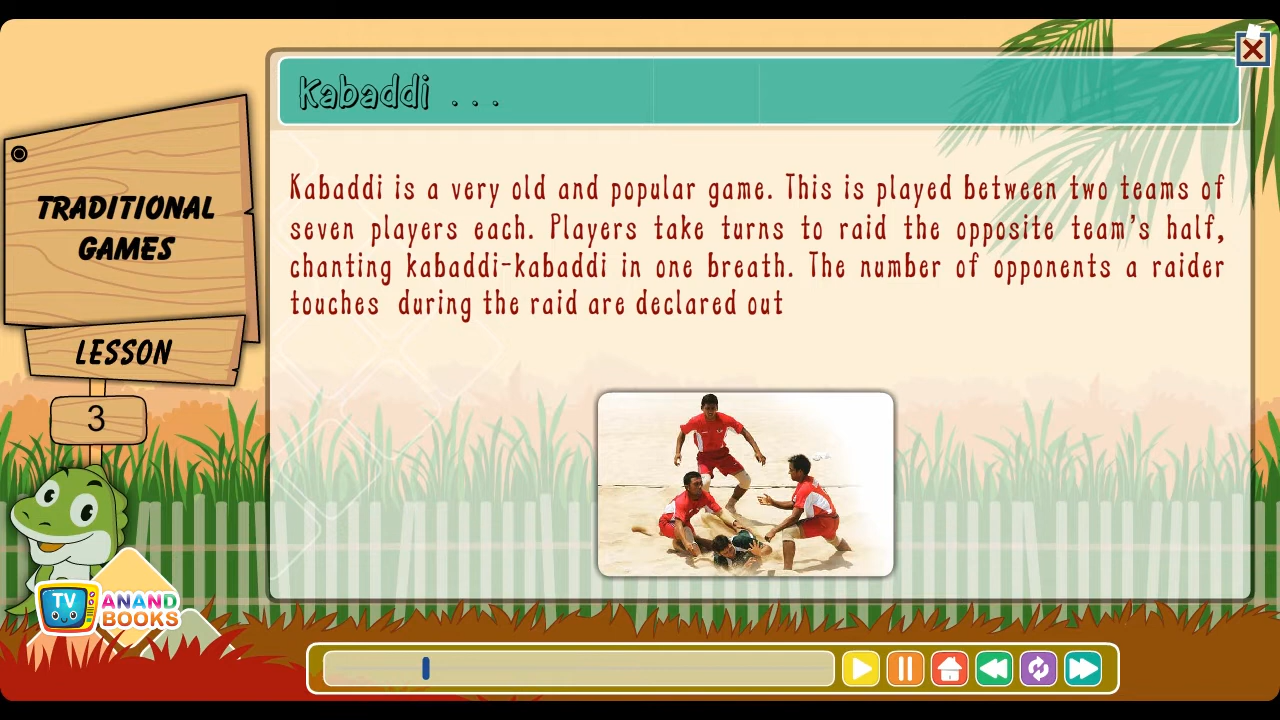 Kabaddi ...
TRADITIONAL
GAMES
LESSON
3
Kabaddi is a very old and popular game. This is played between two teams of
seven players each. Players take turns to raid the opposite team's half,
chanting kabaddi-kabaddi in one breath. The number of opponents a raider
touches during the raid are declared out
TV
ANAND
BOOKS